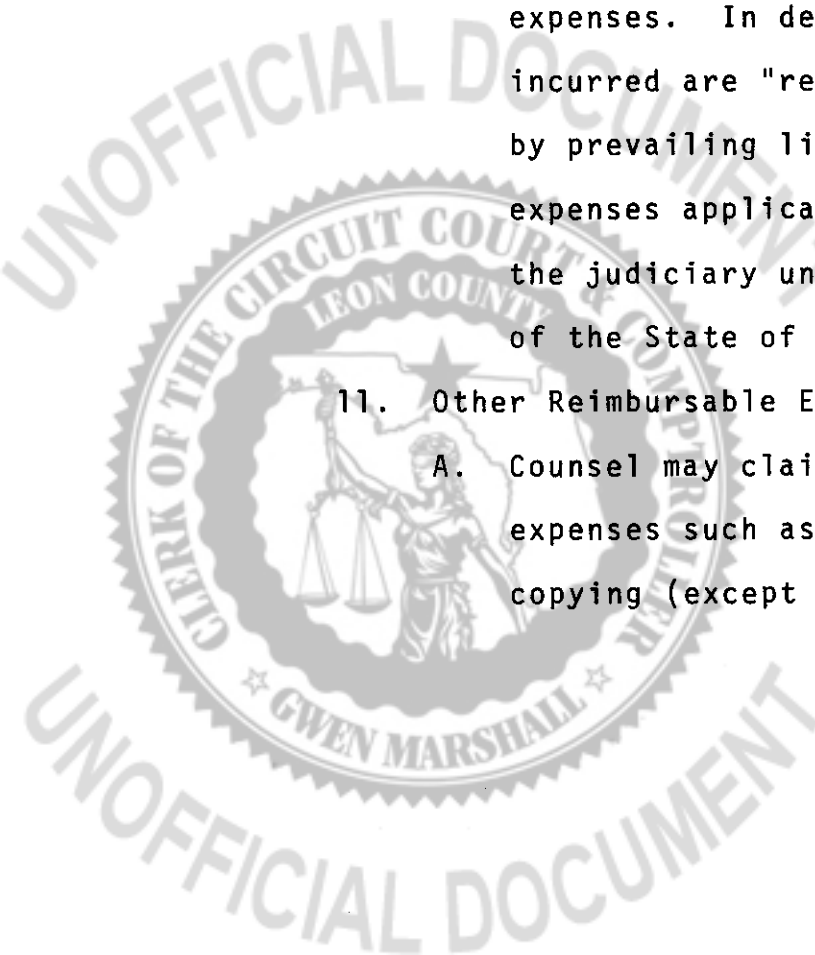 expenses. In de
incurred are "re
by prevailing li
expenses applica
the judiciary un
of the State of
11. Other Reimbursable E
A. Counsel may clai
expenses such as
copying (except
UNOFFICIAL DOCUMENT
CLERK OF THE CIRCUIT COURT & COMPTROLLER
LEON COUNTY
GWEN MARSHALL
UNOFFICIAL DOCUMENT